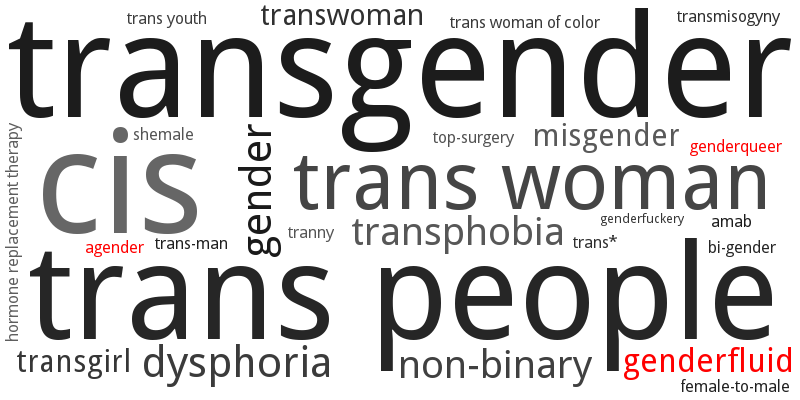 trans youth
transwoman
trans woman of color
transmisogyny
transgender
shemale
top-surgery
misgender
genderqueer
cis
gender
trans woman
hormone replacement therapy
tranny
transphobia
genderfuckery
amab
agender
trans-man
trans*
bi-gender
trans people
transgirl
dysphoria
non-binary
genderfluid
female-to-male